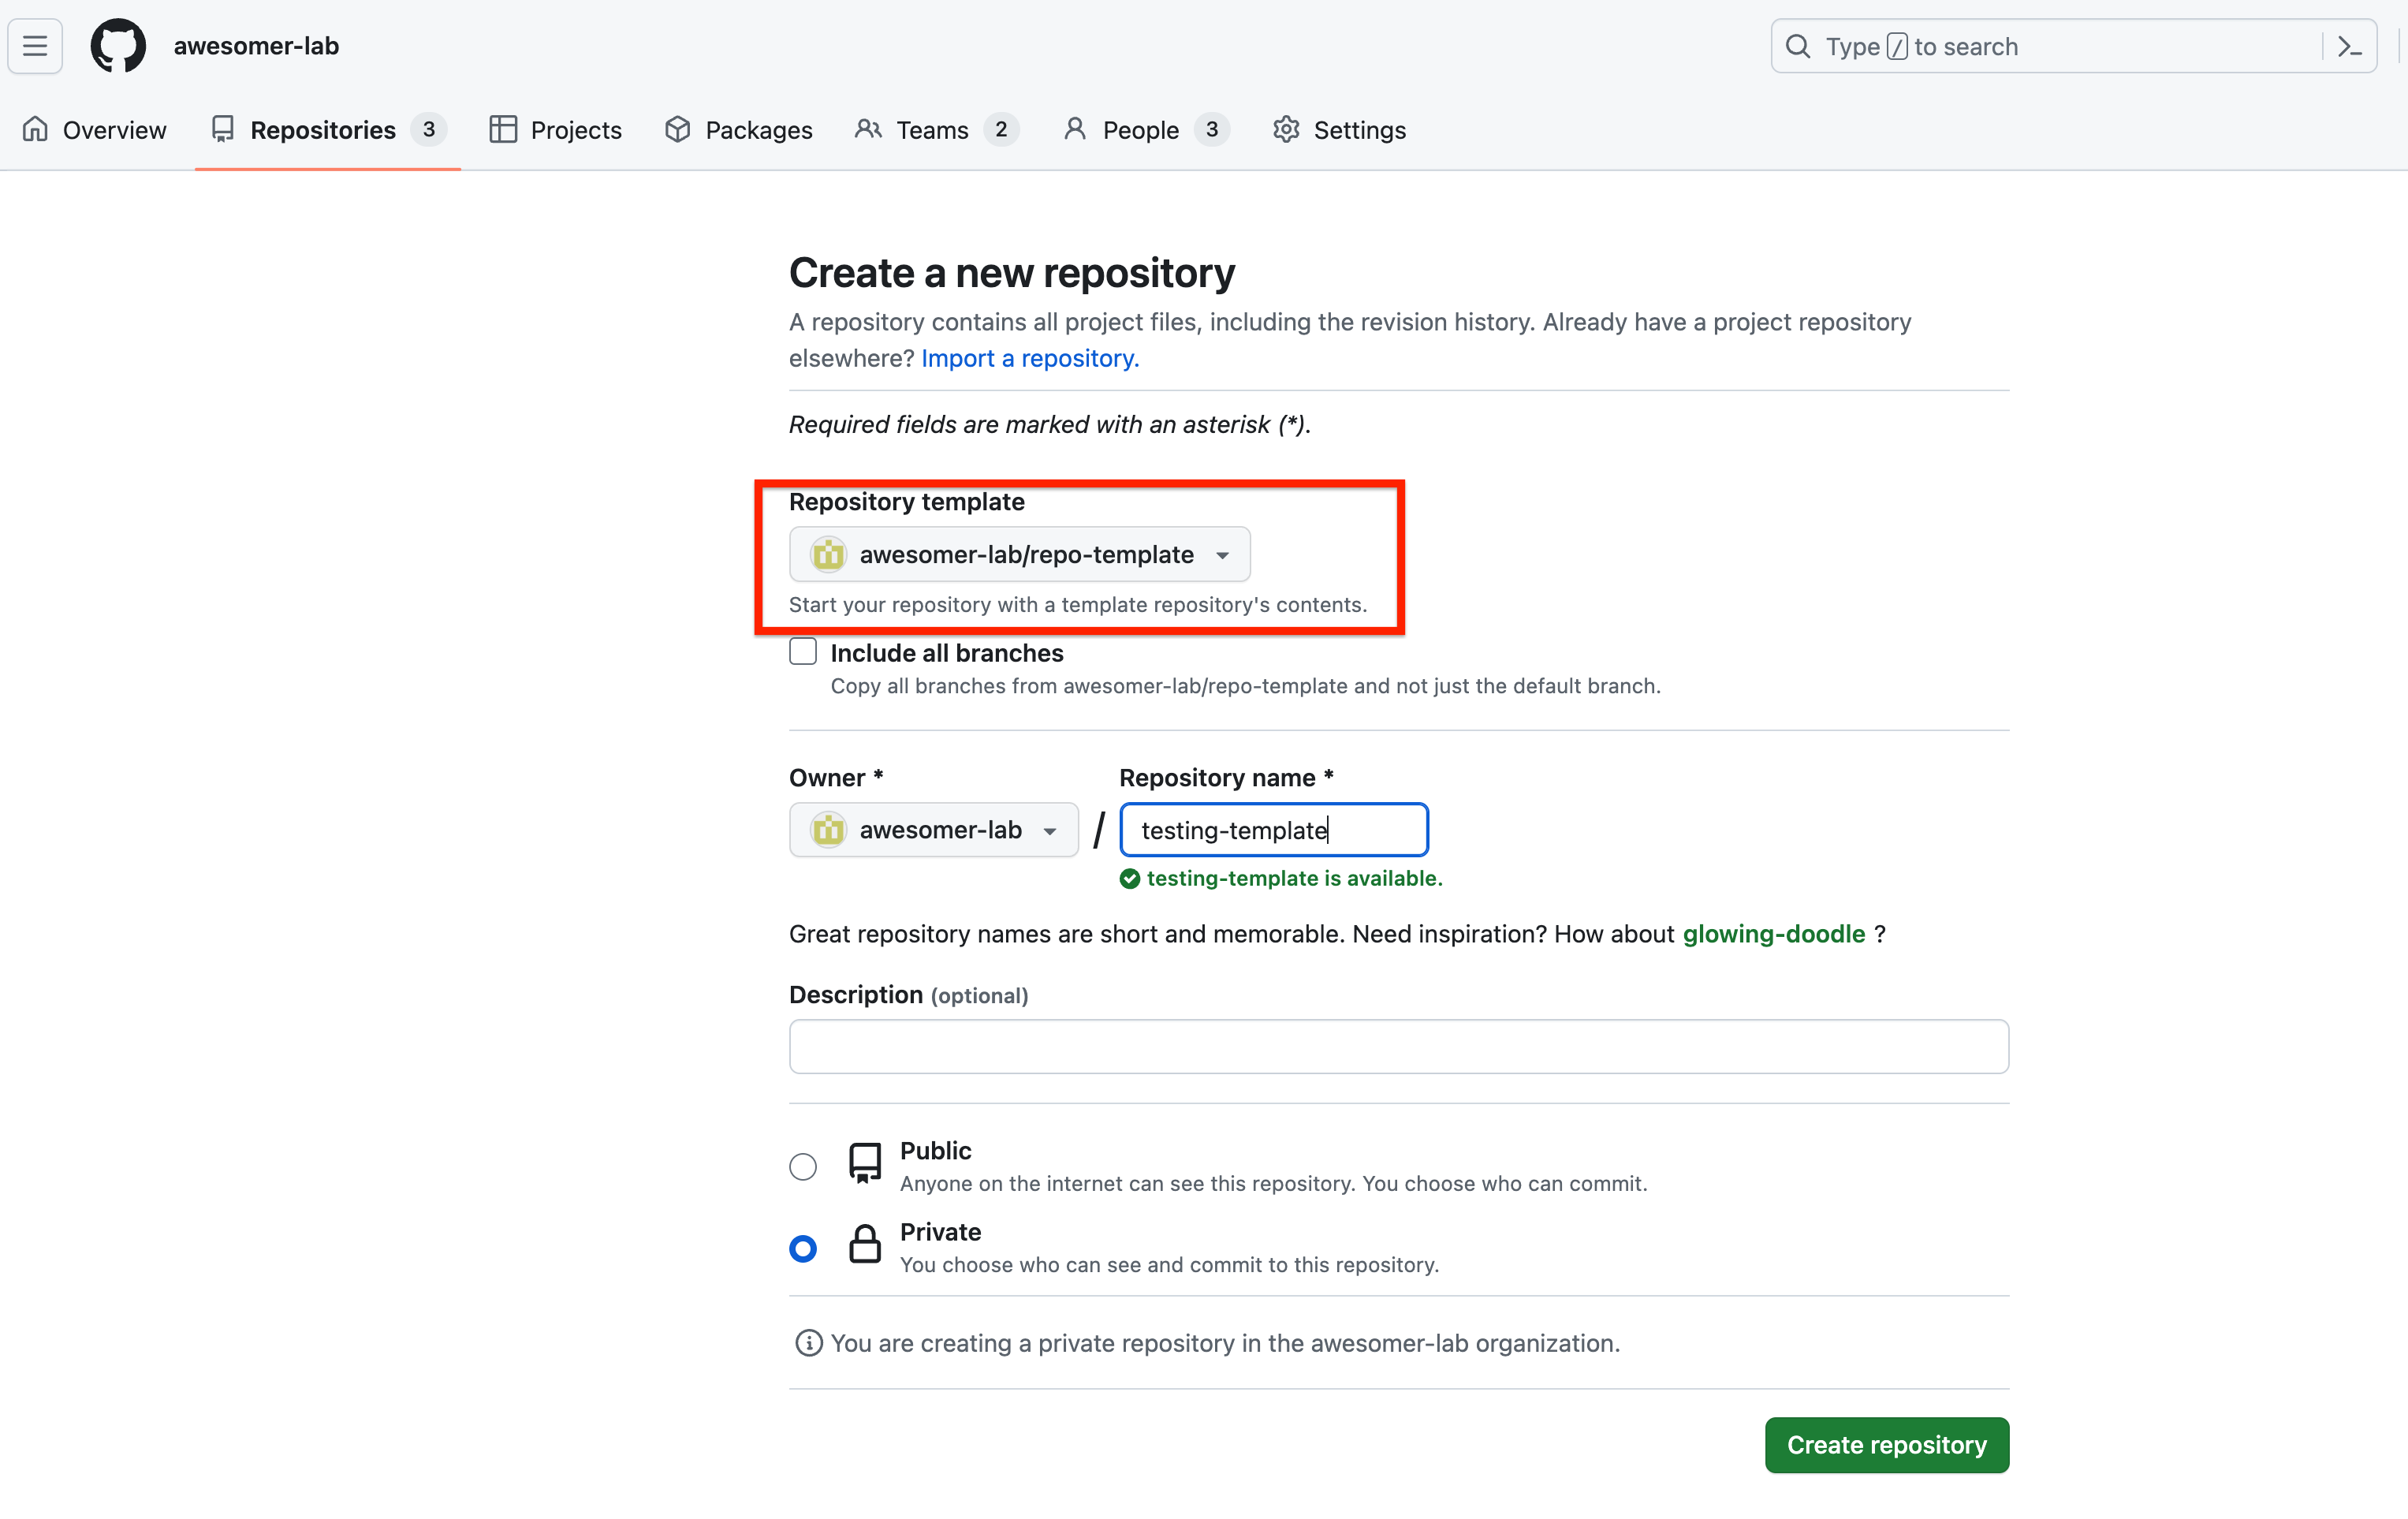 awesomer-lab
Type / to search
Overview
Repositories 3
Projects
Packages
Teams 2
People 3
Settings
Create a new repository
A repository contains all project files, including the revision history. Already have a project repository
elsewhere? Import a repository.
Required fields are marked with an asterisk (*).
Repository template
awesomer-lab/repo-template
Start your repository with a template repository's contents.
Include all branches
Copy all branches from awesomer-lab/repo-template and not just the default branch.
Owner *
Repository name *
awesomer-lab / testing-template
testing-template is available.
Great repository names are short and memorable. Need inspiration? How about glowing-doodle ?
Description (optional)
Public
Anyone on the internet can see this repository. You choose who can commit.
Private
You choose who can see and commit to this repository.
You are creating a private repository in the awesomer-lab organization.
Create repository